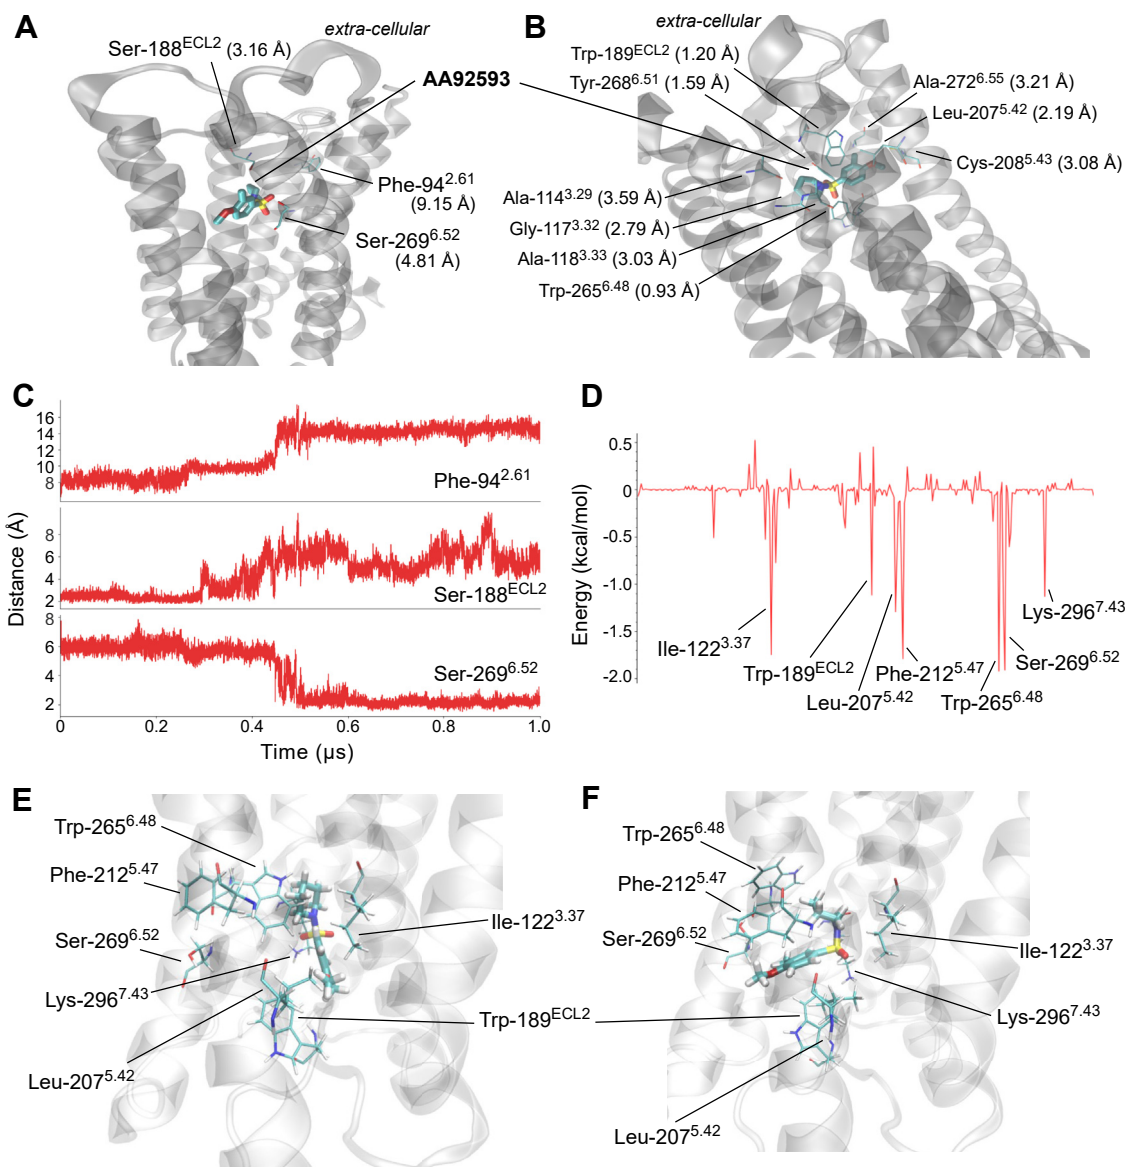 A
extra-cellular
Ser-188ᴱᶜᴸ² (3.16 Å)
AA92593
Phe-94²·⁶¹
(9.15 Å)
Ser-269⁶·⁵²
(4.81 Å)
B
extra-cellular
Trp-189ᴱᶜᴸ² (1.20 Å)
Tyr-268⁶·⁵¹ (1.59 Å)
Ala-272⁶·⁵⁵ (3.21 Å)
Leu-207⁵·⁴² (2.19 Å)
Cys-208⁵·⁴³ (3.08 Å)
Ala-114³·²⁹ (3.59 Å)
Gly-117³·³² (2.79 Å)
Ala-118³·³³ (3.03 Å)
Trp-265⁶·⁴⁸ (0.93 Å)
C
Distance (Å)
16
14
10
8
Phe-94²·⁶¹
8
6
4
2
Ser-188ᴱᶜᴸ²
8
6
4
2
Ser-269⁶·⁵²
0 0.2 0.4 0.6 0.8 1.0
Time (µs)
D
Energy (kcal/mol)
0.5
0
-0.5
-1.0
-1.5
-2.0
Ile-122³·³⁷
Trp-189ᴱᶜᴸ²
Leu-207⁵·⁴²
Phe-212⁵·⁴⁷
Trp-265⁶·⁴⁸
Ser-269⁶·⁵²
Lys-296⁷·⁴³
E
Trp-265⁶·⁴⁸
Phe-212⁵·⁴⁷
Ser-269⁶·⁵²
Lys-296⁷·⁴³
Leu-207⁵·⁴²
Ile-122³·³⁷
Trp-189ᴱᶜᴸ²
F
Trp-265⁶·⁴⁸
Phe-212⁵·⁴⁷
Ser-269⁶·⁵²
Ile-122³·³⁷
Lys-296⁷·⁴³
Leu-207⁵·⁴²